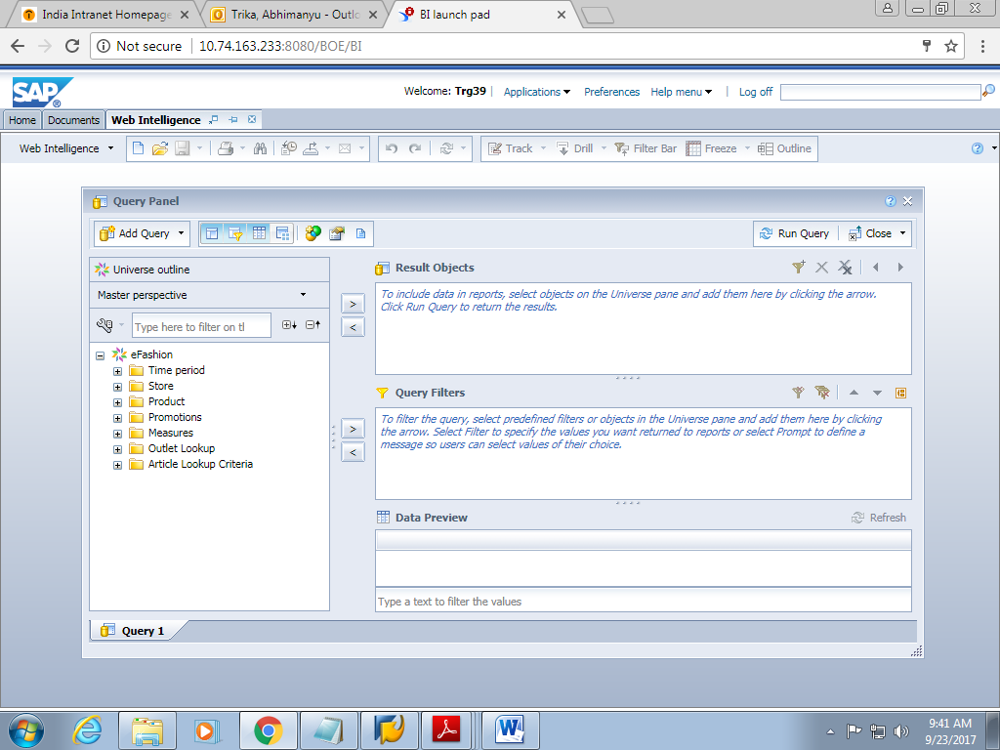 India Intranet Homepage
Trika, Abhimanyu - Outlo
BI launch pad
Not secure
10.74.163.233:8080/BOE/BI
SAP
Welcome: Trg39
Applications
Preferences
Help menu
Log off
Home
Documents
Web Intelligence
Web Intelligence
Track
Drill
Filter Bar
Freeze
Outline
Query Panel
Add Query
Run Query
Close
Universe outline
Master perspective
Type here to filter on tl
eFashion
Time period
Store
Product
Promotions
Measures
Outlet Lookup
Article Lookup Criteria
Result Objects
To include data in reports, select objects on the Universe pane and add them here by clicking the arrow.
Click Run Query to return the results.
Query Filters
To filter the query, select predefined filters or objects in the Universe pane and add them here by clicking
the arrow. Select Filter to specify the values you want returned to reports or select Prompt to define a
message so users can select values of their choice.
Data Preview
Refresh
Type a text to filter the values
Query 1
9:41 AM
9/23/2017